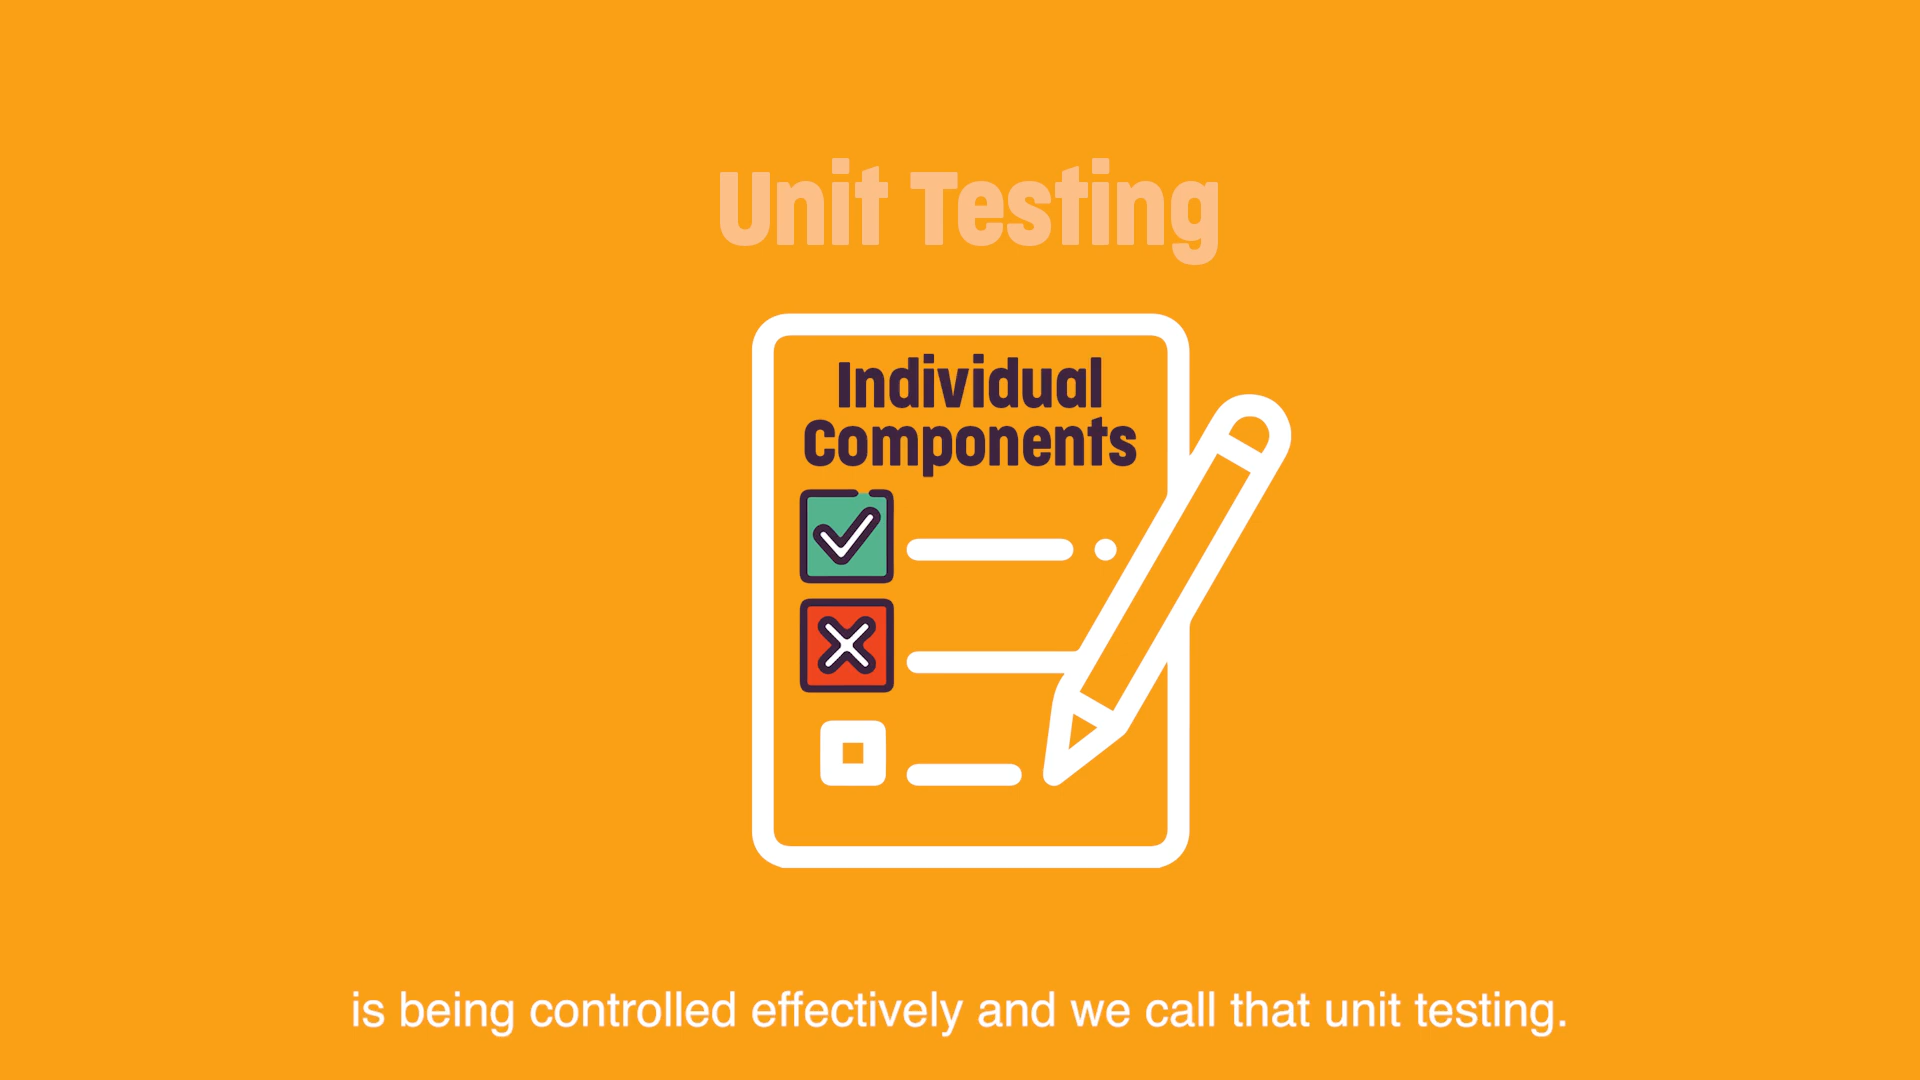 Unit Testing
Individual
Components
is being controlled effectively and we call that unit testing.